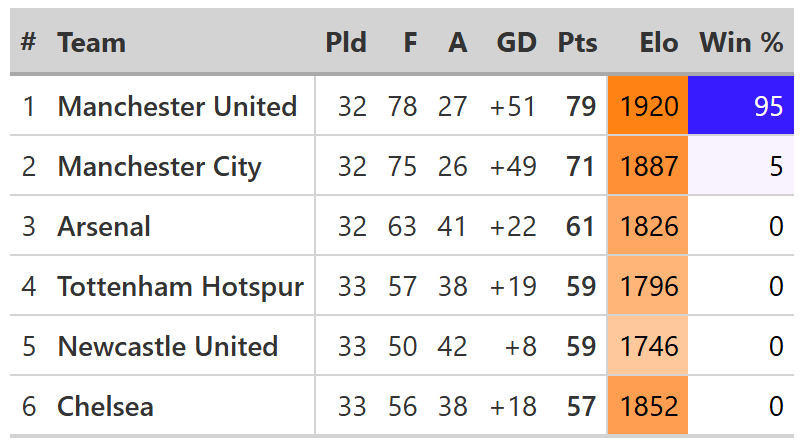 # Team Pld F A GD Pts Elo Win %
1 Manchester United 32 78 27 +51 79 1920 95
2 Manchester City 32 75 26 +49 71 1887 5
3 Arsenal 32 63 41 +22 61 1826 0
4 Tottenham Hotspur 33 57 38 +19 59 1796 0
5 Newcastle United 33 50 42 +8 59 1746 0
6 Chelsea 33 56 38 +18 57 1852 0